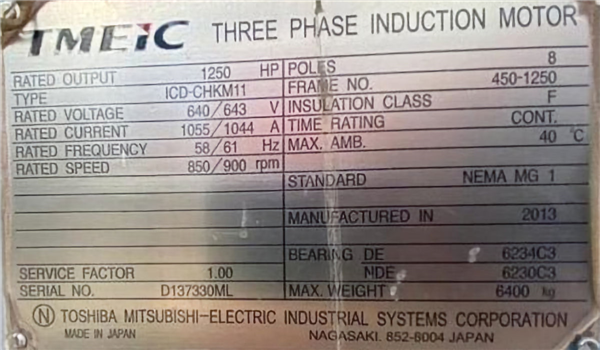 TMEIC THREE PHASE INDUCTION MOTOR
RATED OUTPUT 1250 HP POLES 8
TYPE ICD-CHKM11 FRAME NO. 450-1250
RATED VOLTAGE 640/643 V INSULATION CLASS F
RATED CURRENT 1055/1044 A TIME RATING CONT.
RATED FREQUENCY 58/61 Hz MAX. AMB. 40 ℃
RATED SPEED 850/900 rpm
STANDARD NEMA MG 1
MANUFACTURED IN 2013
BEARING DE 6234C3
SERVICE FACTOR 1.00 NDE 6230C3
SERIAL NO. D137330ML MAX. WEIGHT 6400 kg
N TOSHIBA MITSUBISHI-ELECTRIC INDUSTRIAL SYSTEMS CORPORATION
MADE IN JAPAN NAGASAKI. 852-8004 JAPAN